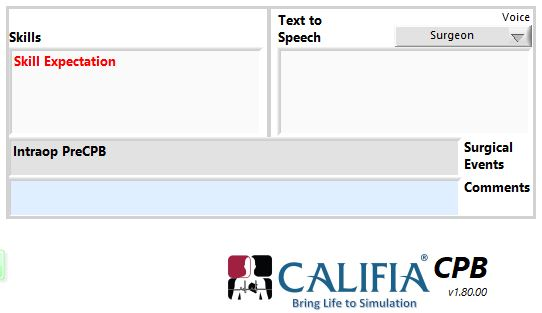 Skills
Skill Expectation
Text to
Speech
Voice
Surgeon
Intraop PreCPB
Surgical
Events
Comments
CALIFIA® CPB
Bring Life to Simulation
v1.80.00